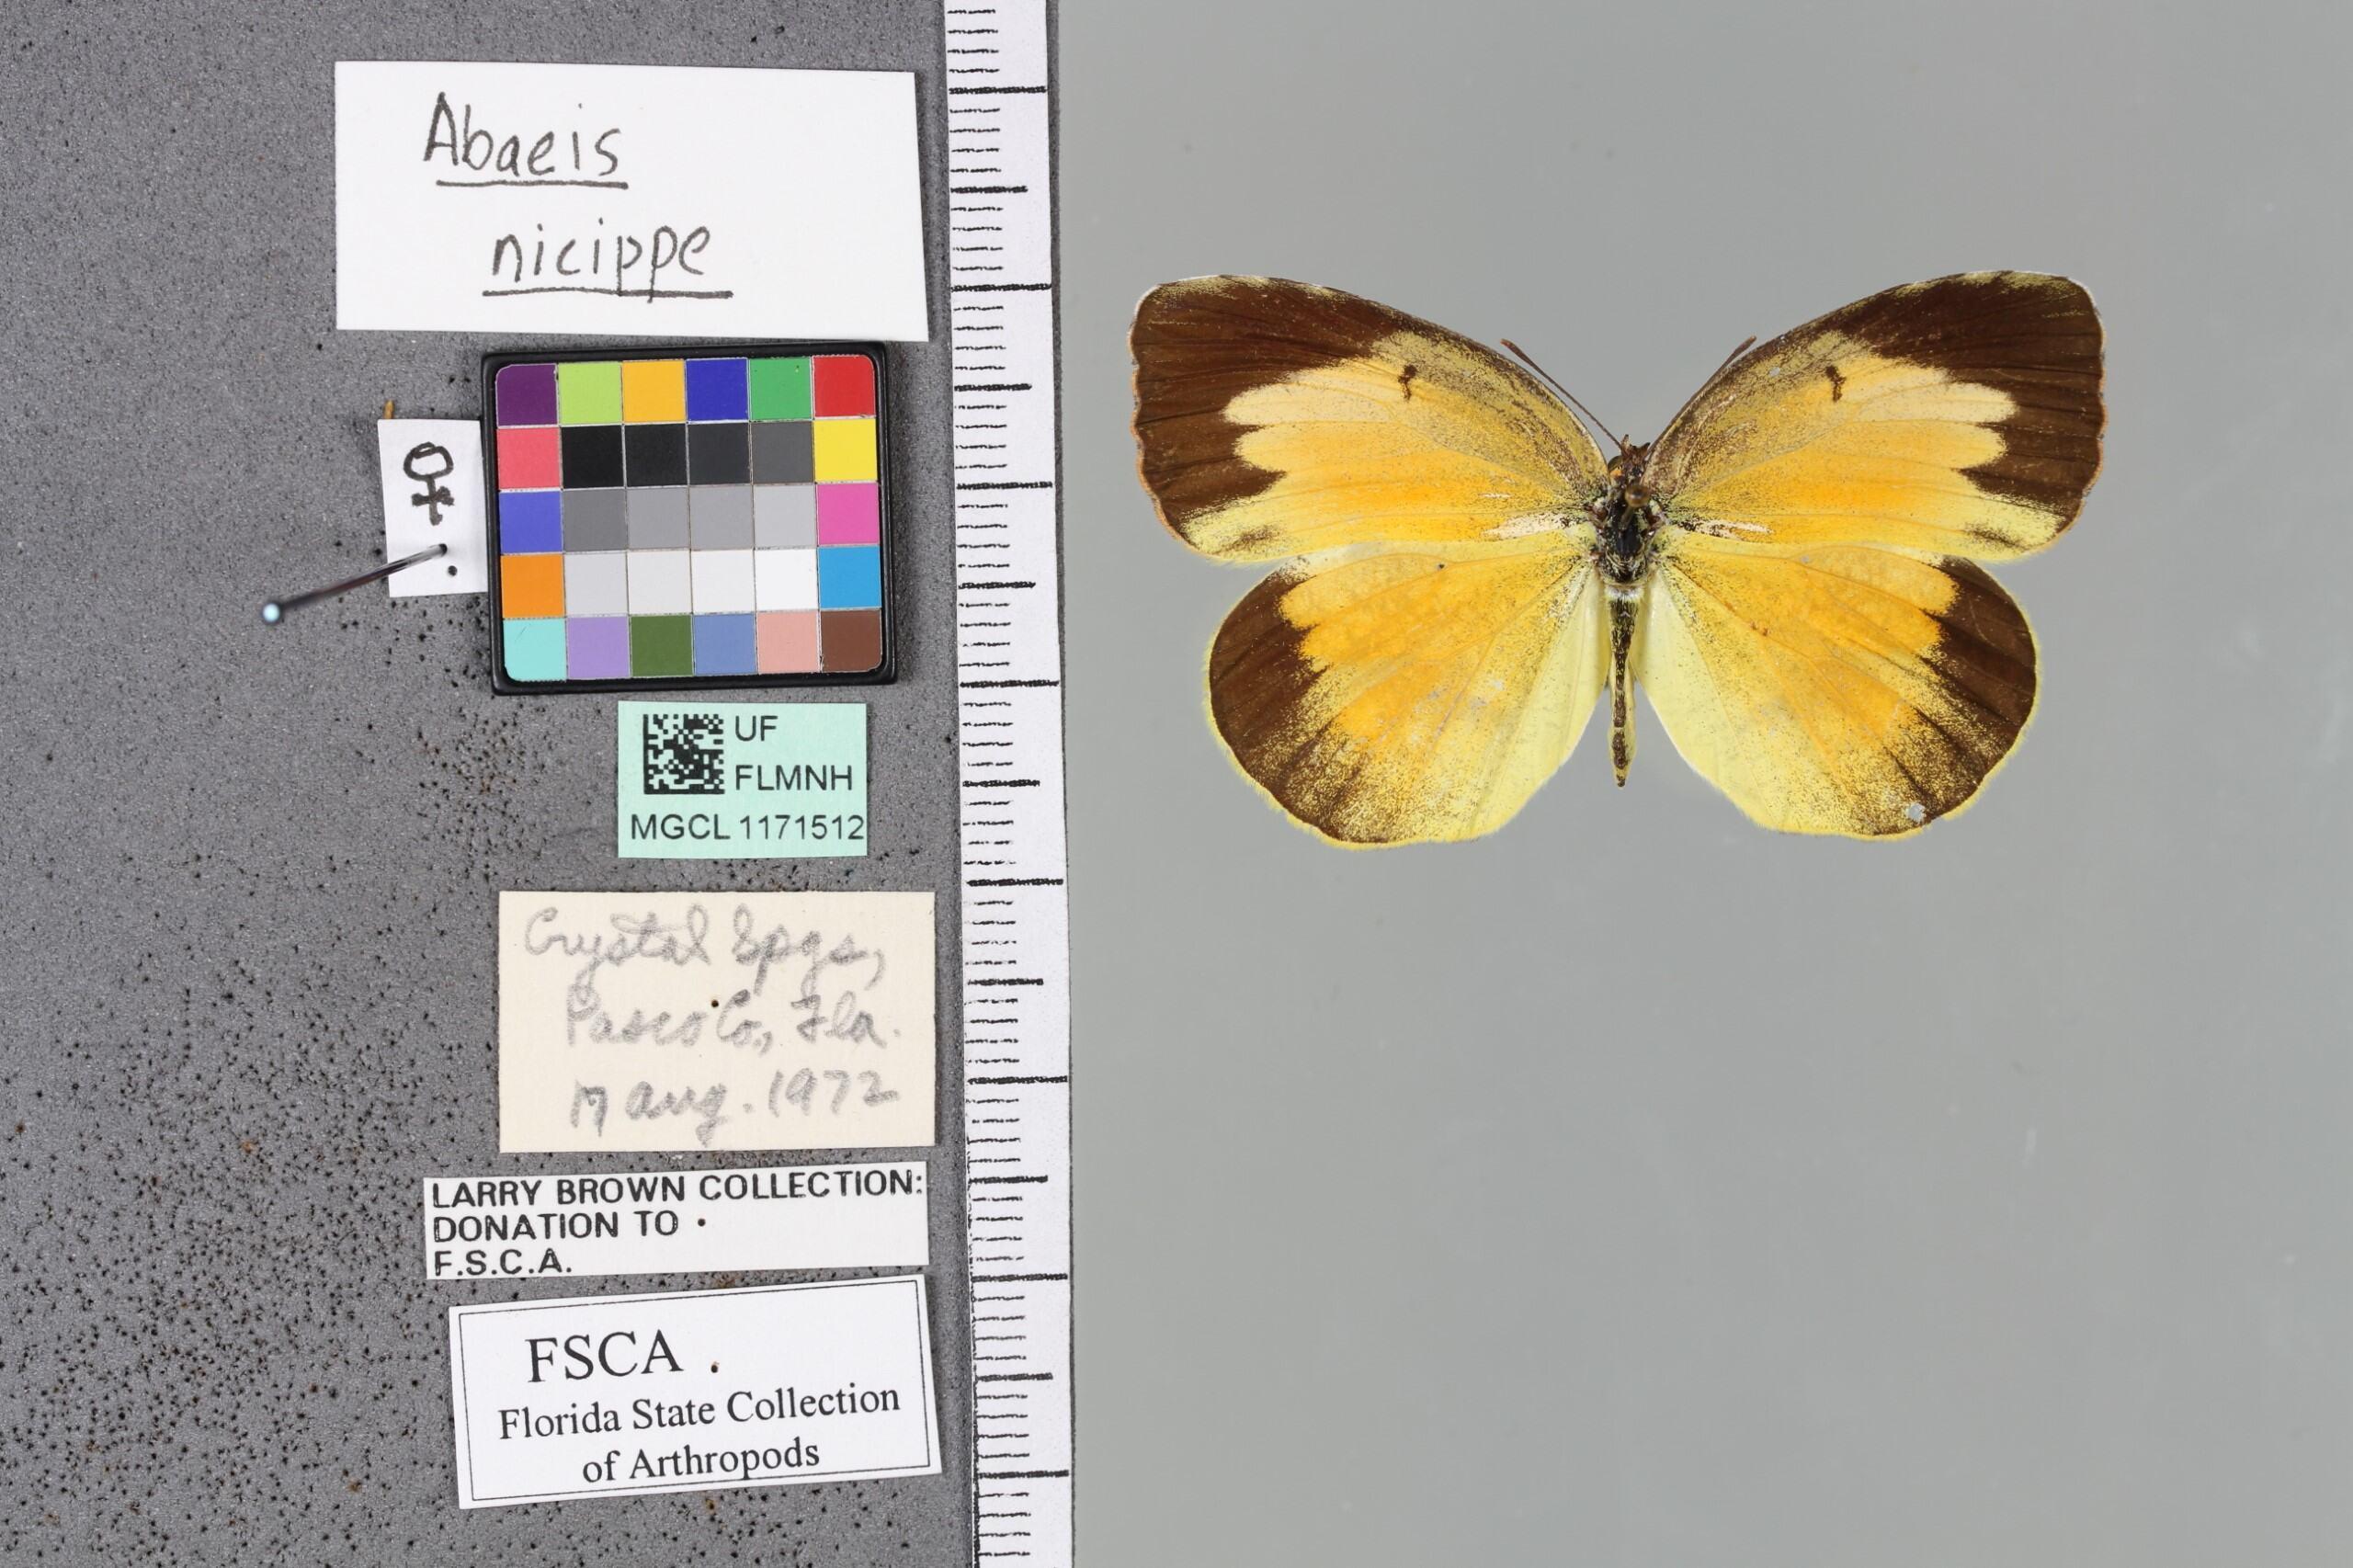 Abaeis
nicippe
♀
UF
FLMNH
MGCL 1171512
Crystal Spgs,
Pasco Co., Fla.
17 Aug. 1972
LARRY BROWN COLLECTION:
DONATION TO
F.S.C.A.
FSCA
Florida State Collection
of Arthropods